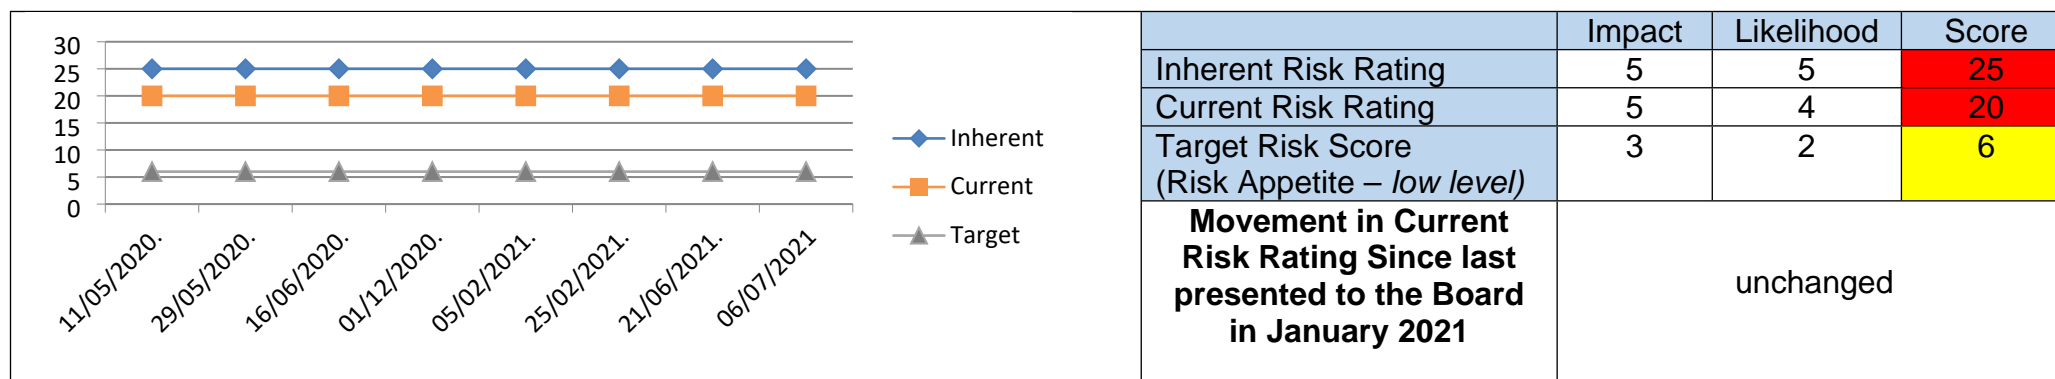 30
25
20
15
10
5
0
11/05/2020.
29/05/2020.
16/06/2020.
01/12/2020.
05/02/2021.
25/02/2021.
21/06/2021.
06/07/2021
Inherent
Current
Target
Impact Likelihood Score
Inherent Risk Rating 5 5 25
Current Risk Rating 5 4 20
Target Risk Score 3 2 6
(Risk Appetite – low level)
Movement in Current
Risk Rating Since last
presented to the Board
in January 2021
unchanged